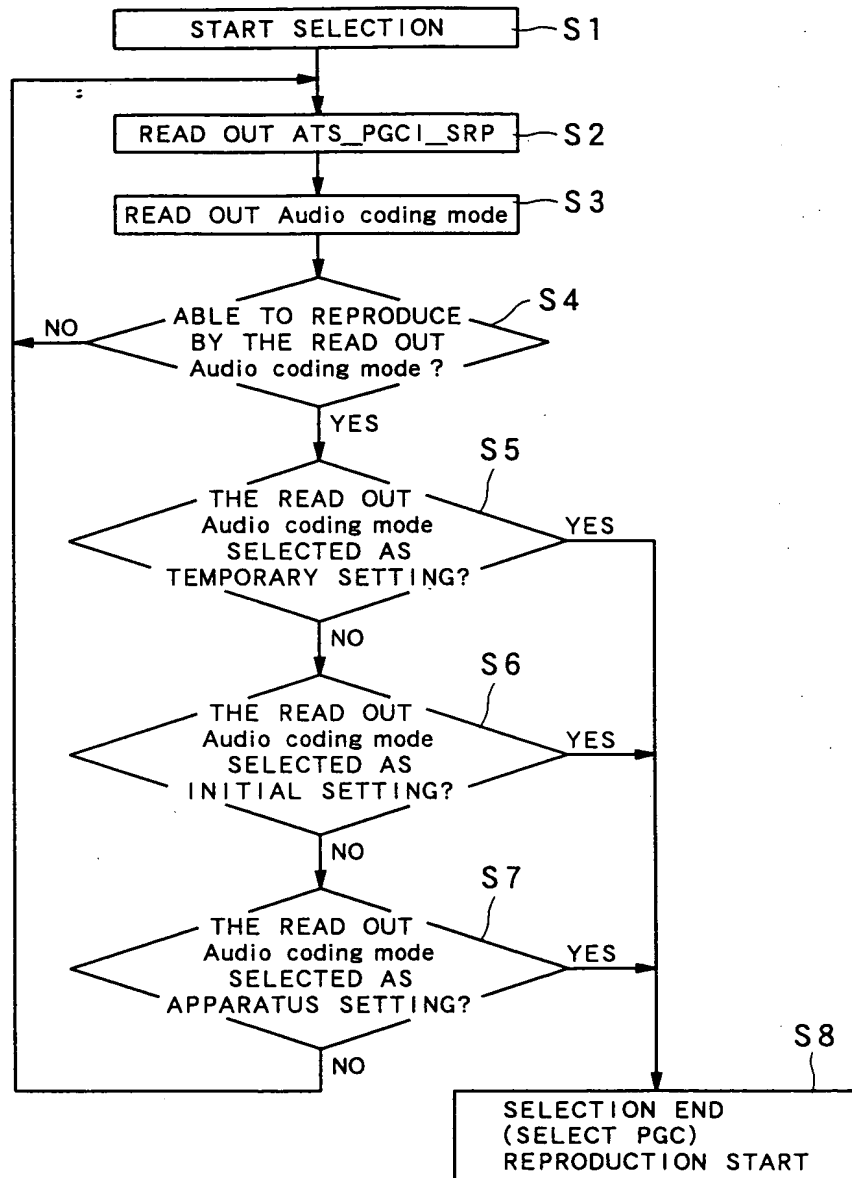 START SELECTION
S1
READ OUT ATS_PGCI_SRP
S2
READ OUT Audio coding mode
S3
ABLE TO REPRODUCE
BY THE READ OUT
Audio coding mode?
S4
NO
YES
THE READ OUT
Audio coding mode
SELECTED AS
TEMPORARY SETTING?
S5
YES
NO
THE READ OUT
Audio coding mode
SELECTED AS
INITIAL SETTING?
S6
YES
NO
THE READ OUT
Audio coding mode
SELECTED AS
APPARATUS SETTING?
S7
YES
NO
S8
SELECTION END
(SELECT PGC)
REPRODUCTION START